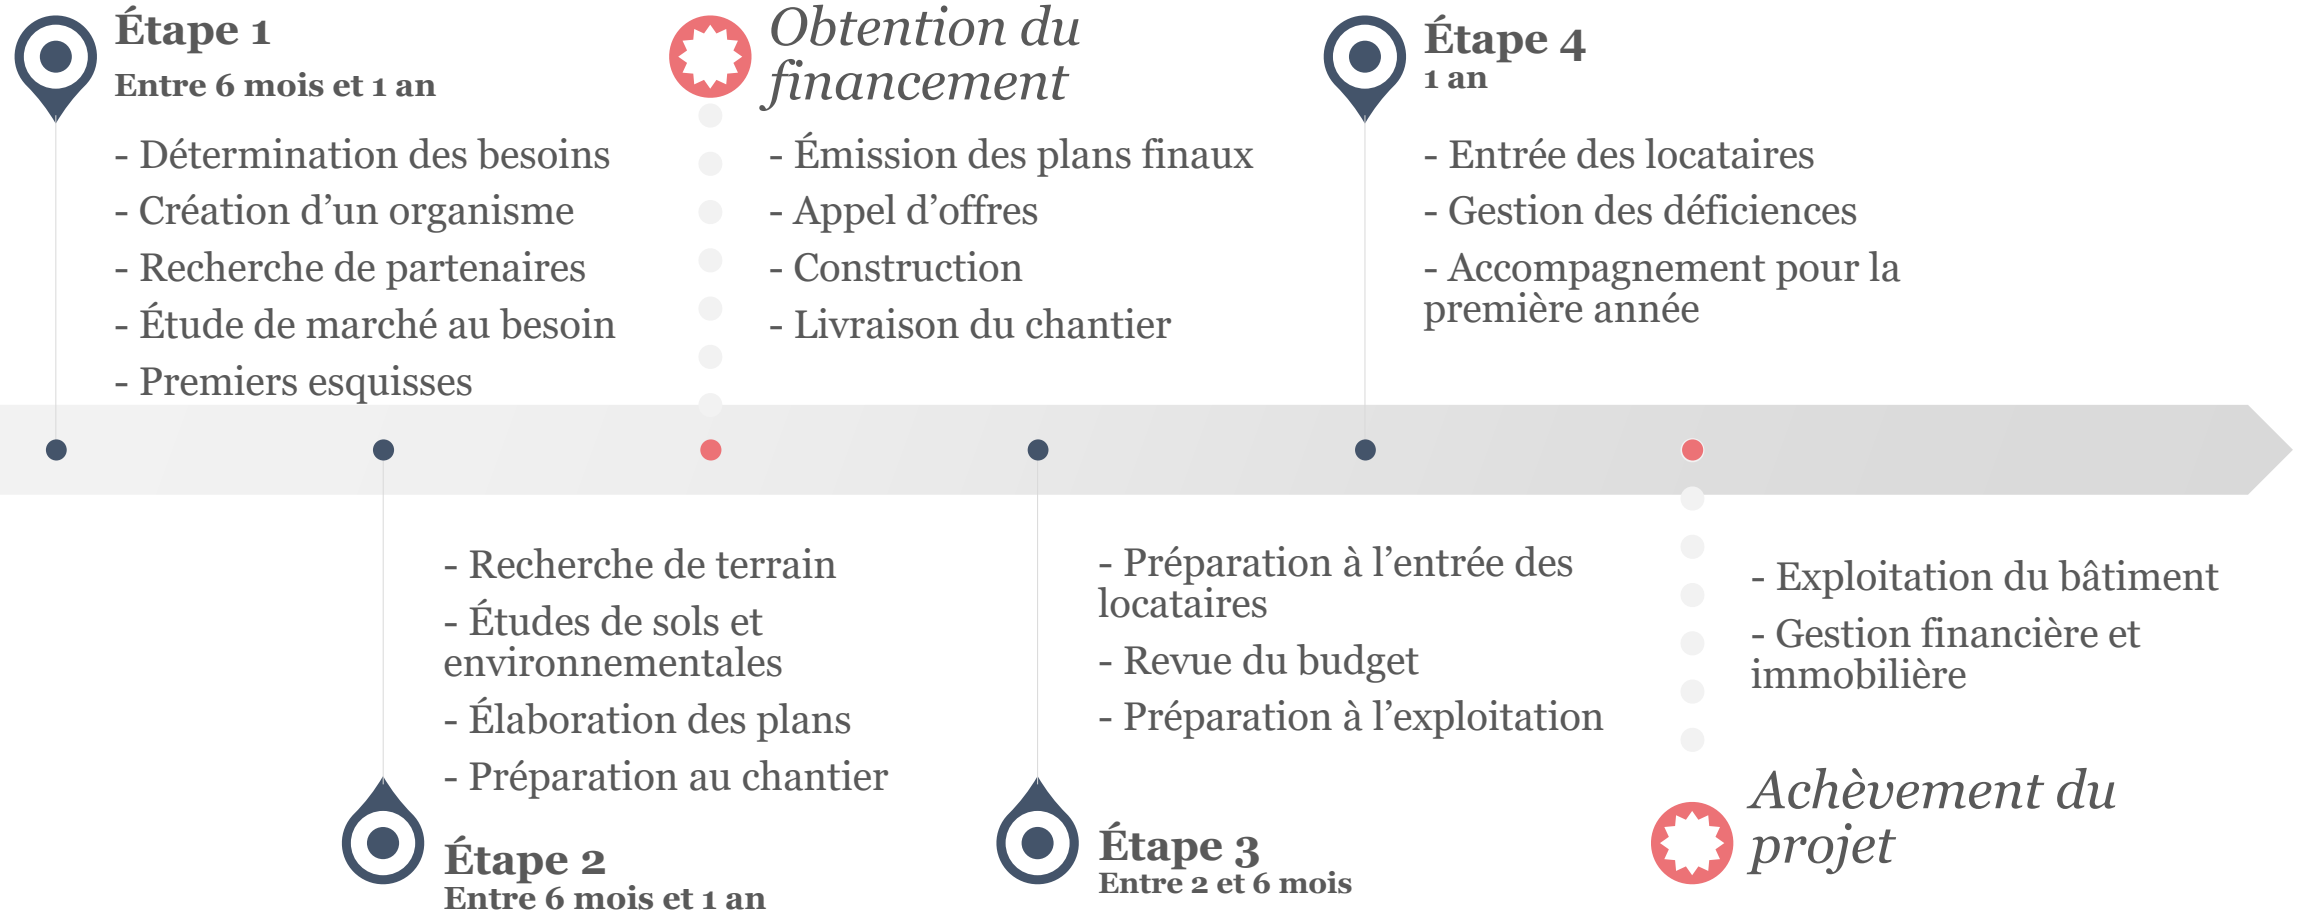 Étape 1
Entre 6 mois et 1 an
- Détermination des besoins
- Création d’un organisme
- Recherche de partenaires
- Étude de marché au besoin
- Premiers esquisses
Obtention du
financement
- Émission des plans finaux
- Appel d’offres
- Construction
- Livraison du chantier
Étape 4
1 an
- Entrée des locataires
- Gestion des déficiences
- Accompagnement pour la
première année
- Recherche de terrain
- Études de sols et
environnementales
- Élaboration des plans
- Préparation au chantier
Étape 2
Entre 6 mois et 1 an
- Préparation à l’entrée des
locataires
- Revue du budget
- Préparation à l’exploitation
Étape 3
Entre 2 et 6 mois
- Exploitation du bâtiment
- Gestion financière et
immobilière
Achèvement du
projet